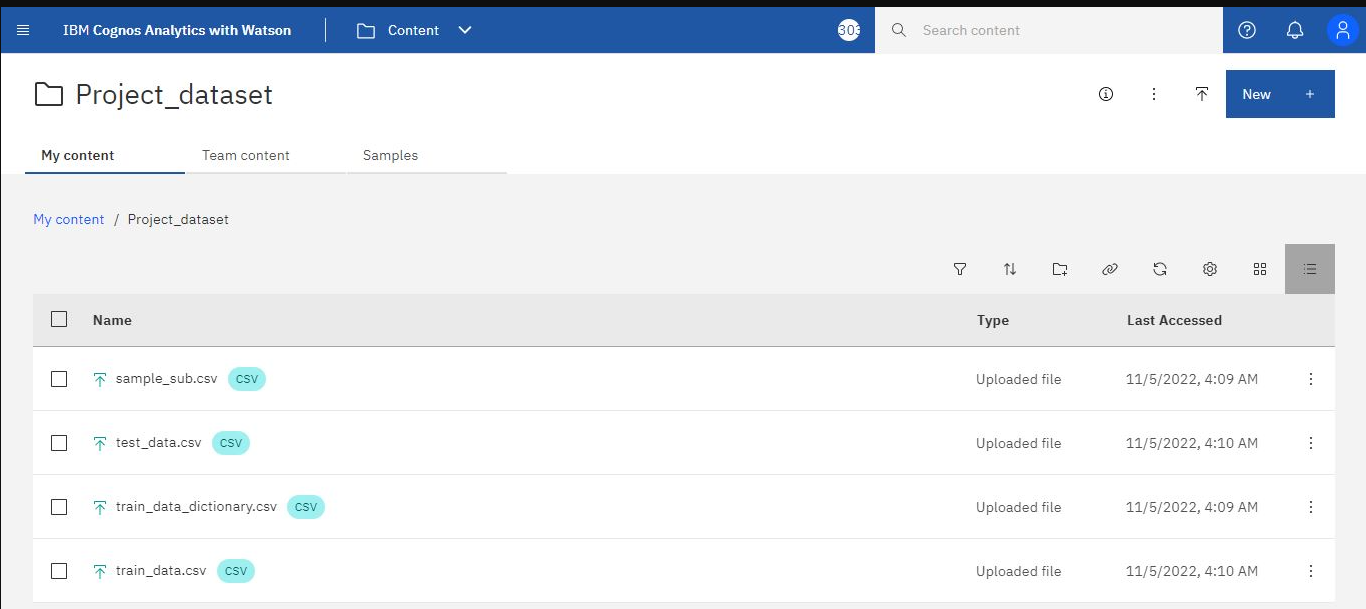 IBM Cognos Analytics with Watson Content 303 Search content
Project_dataset
New +
My content Team content Samples
My content / Project_dataset
Name Type Last Accessed
sample_sub.csv CSV Uploaded file 11/5/2022, 4:09 AM
test_data.csv CSV Uploaded file 11/5/2022, 4:10 AM
train_data_dictionary.csv CSV Uploaded file 11/5/2022, 4:09 AM
train_data.csv CSV Uploaded file 11/5/2022, 4:10 AM